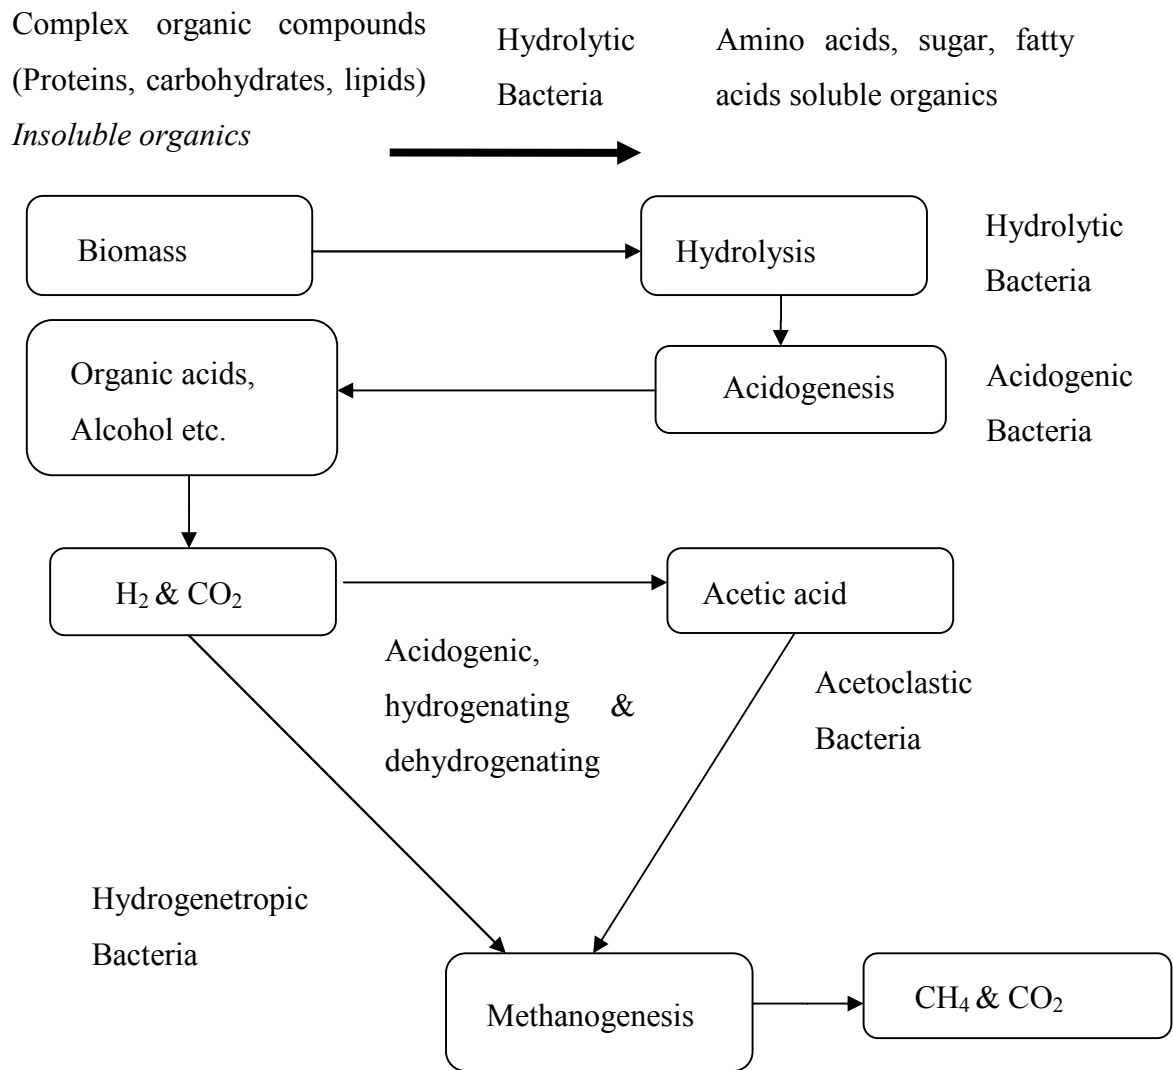 Complex organic compounds
(Proteins, carbohydrates, lipids)
Insoluble organics
Hydrolytic
Bacteria
Amino acids, sugar, fatty
acids soluble organics
Biomass
Hydrolysis
Hydrolytic
Bacteria
Organic acids,
Alcohol etc.
Acidogenesis
Acidogenic
Bacteria
H₂ & CO₂
Acetic acid
Acidogenic,
hydrogenating &
dehydrogenating
Acetoclastic
Bacteria
Hydrogenetropic
Bacteria
Methanogenesis
CH₄ & CO₂